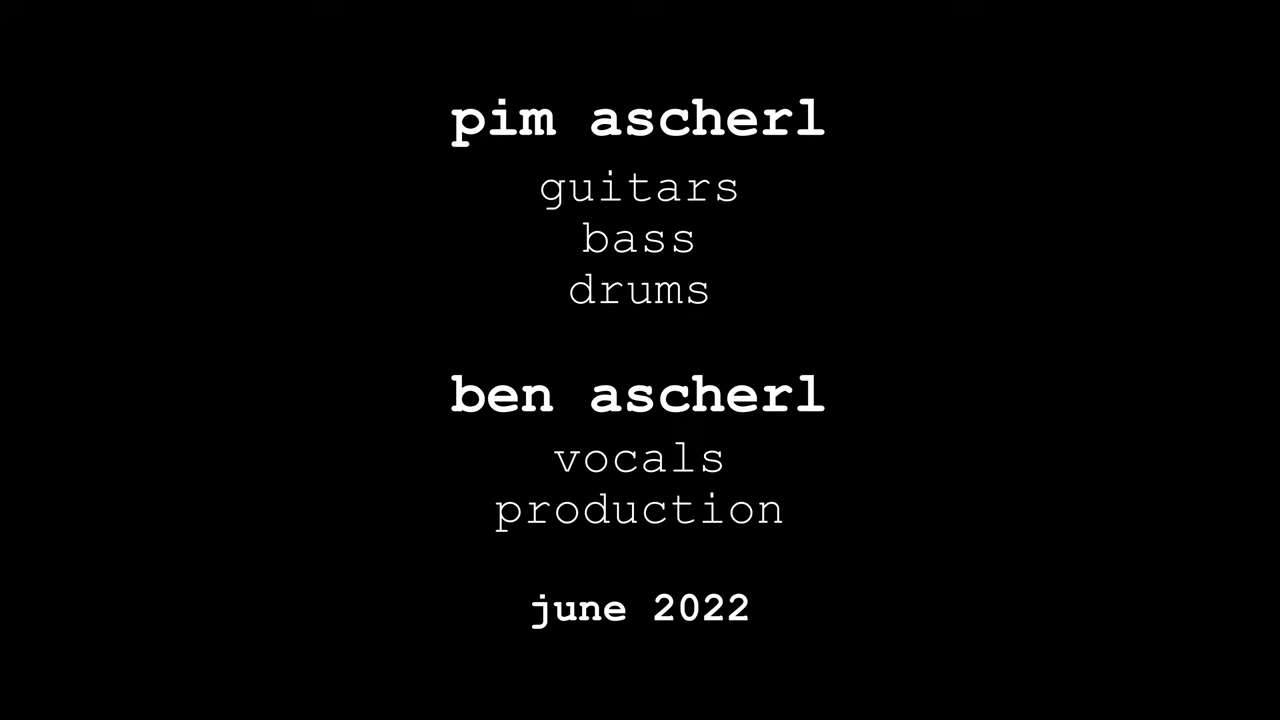 pim ascherl
guitars
bass
drums
ben ascherl
vocals
production
june 2022